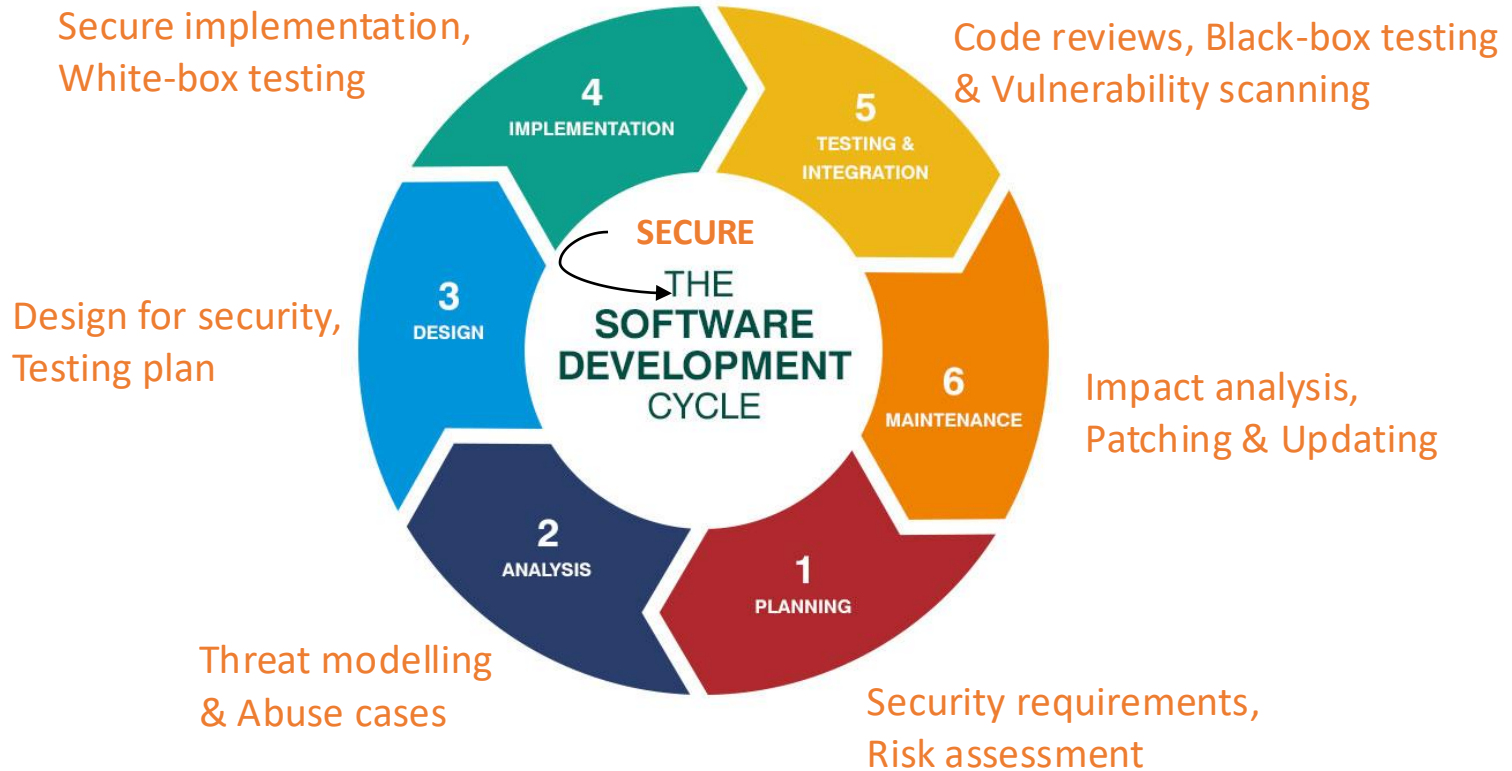 Secure implementation,
White-box testing
Code reviews, Black-box testing
& Vulnerability scanning
4
IMPLEMENTATION
5
TESTING &
INTEGRATION
SECURE
THE
SOFTWARE
DEVELOPMENT
CYCLE
3
DESIGN
Design for security,
Testing plan
6
MAINTENANCE
Impact analysis,
Patching & Updating
2
ANALYSIS
1
PLANNING
Threat modelling
& Abuse cases
Security requirements,
Risk assessment